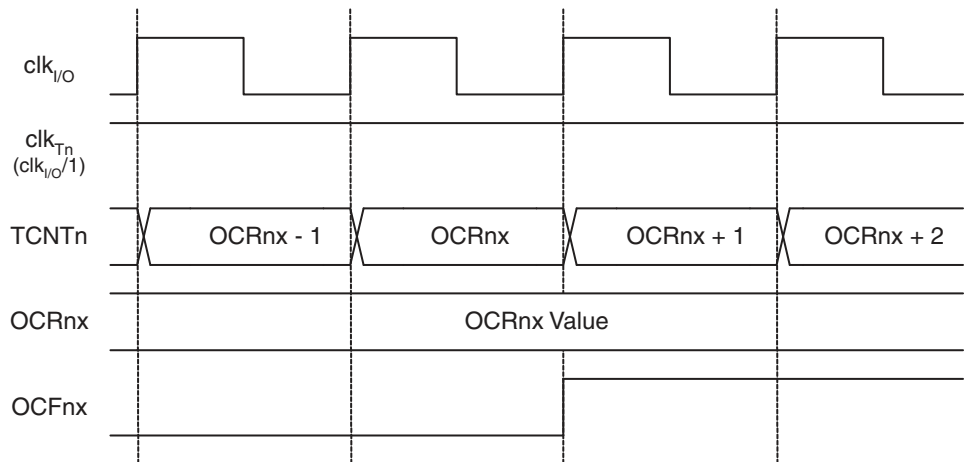 clkI/O
clkTn
(clkI/O/1)
TCNTn
OCRnx - 1
OCRnx
OCRnx + 1
OCRnx + 2
OCRnx
OCRnx Value
OCFnx